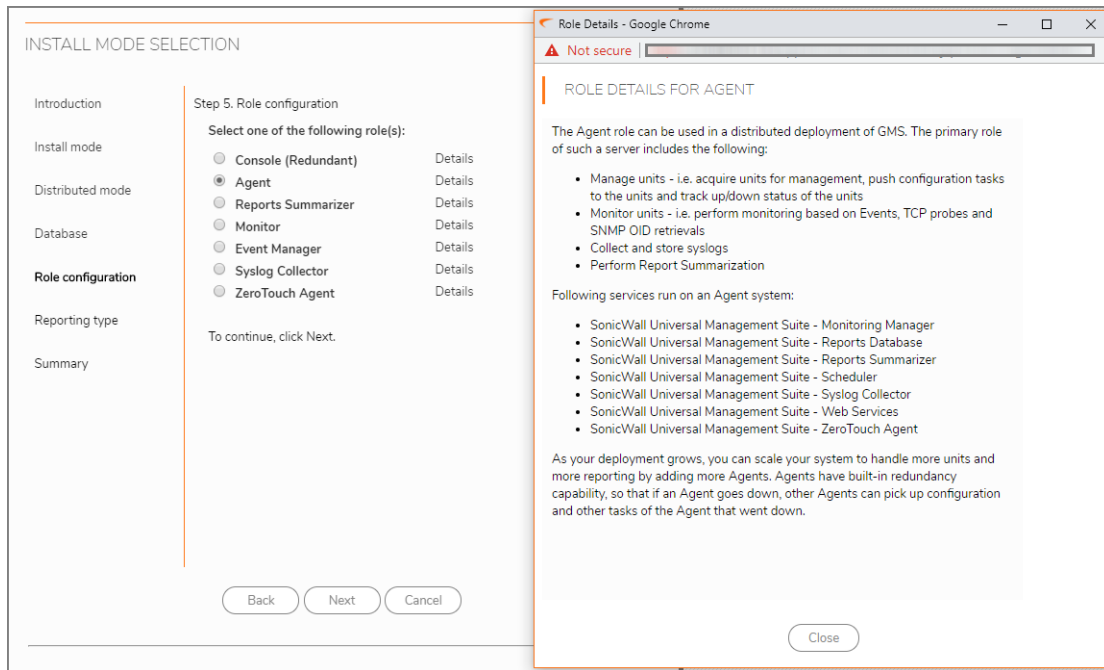 INSTALL MODE SELECTION
Introduction
Install mode
Distributed mode
Database
Role configuration
Reporting type
Summary
Step 5. Role configuration
Select one of the following role(s):
Console (Redundant) Details
Agent Details
Reports Summarizer Details
Monitor Details
Event Manager Details
Syslog Collector Details
ZeroTouch Agent Details
To continue, click Next.
Back Next Cancel
Role Details - Google Chrome
Not secure
ROLE DETAILS FOR AGENT
The Agent role can be used in a distributed deployment of GMS. The primary role
of such a server includes the following:
• Manage units - i.e. acquire units for management, push configuration tasks
to the units and track up/down status of the units
• Monitor units - i.e. perform monitoring based on Events, TCP probes and
SNMP OID retrievals
• Collect and store syslogs
• Perform Report Summarization
Following services run on an Agent system:
• SonicWall Universal Management Suite - Monitoring Manager
• SonicWall Universal Management Suite - Reports Database
• SonicWall Universal Management Suite - Reports Summarizer
• SonicWall Universal Management Suite - Scheduler
• SonicWall Universal Management Suite - Syslog Collector
• SonicWall Universal Management Suite - Web Services
• SonicWall Universal Management Suite - ZeroTouch Agent
As your deployment grows, you can scale your system to handle more units and
more reporting by adding more Agents. Agents have built-in redundancy
capability, so that if an Agent goes down, other Agents can pick up configuration
and other tasks of the Agent that went down.
Close